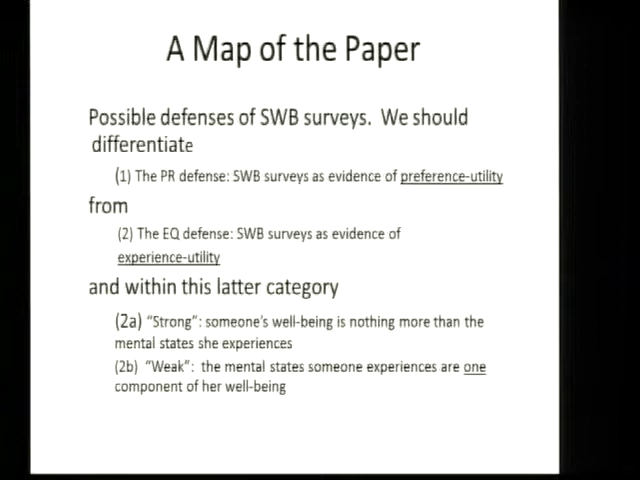 A Map of the Paper
Possible defenses of SWB surveys. We should
differentiate
(1) The PR defense: SWB surveys as evidence of preference-utility
from
(2) The EQ defense: SWB surveys as evidence of
experience-utility
and within this latter category
(2a) “Strong”: someone’s well-being is nothing more than the
mental states she experiences
(2b) “Weak”: the mental states someone experiences are one
component of her well-being